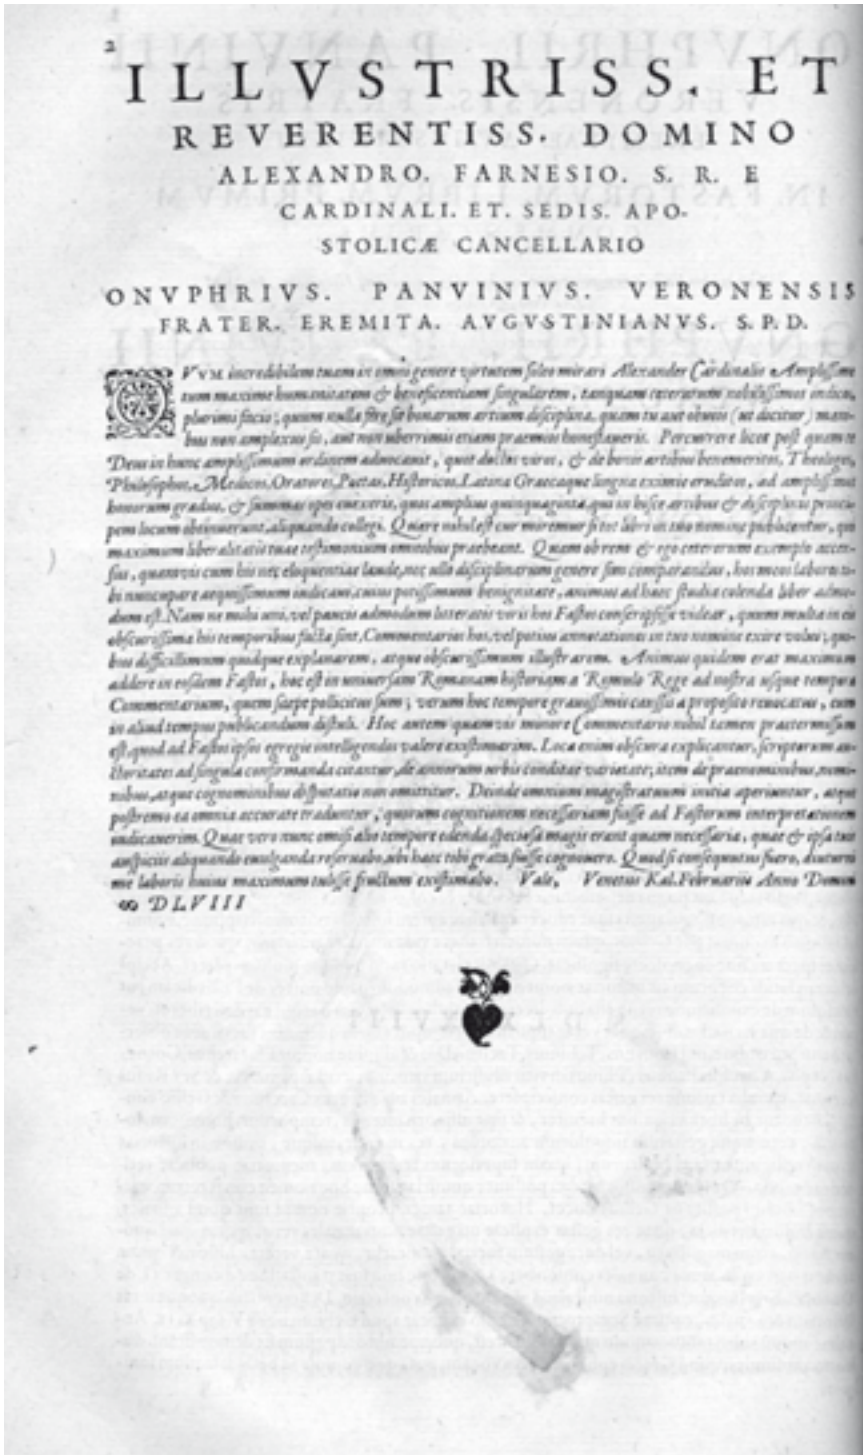 2
ILLVSTRISS. ET
REVERENTISS. DOMINO
ALEXANDRO. FARNESIO. S. R. E
CARDINALI. ET. SEDIS. APO-
STOLICÆ CANCELLARIO
ONVPHRIVS. PANVINIVS. VERONENSIS
FRATER. EREMITA. AVGVSTINIANVS. S.P.D.
QVVM incredibilem tuam in omni genere virtutem soleo mirari Alexander Cardinalis Amplissime
tum maxime humanitatem & beneficentiam singularem, tanquam ceterarum nobilissimas indico,
plurimi facio; quum nulla fere sit bonarum artium disciplina, quam tu aut obuiis (ut dicitur) mani-
bus non amplexus sis, aut non uberrimis etiam praemiis honestaueris. Percurrere licet post quam te
Deus in hunc amplissimum ordinem aduocauit, quot doctos viros, & de bonis artibus benemeritos, Theologos,
Philosophos, Medicos, Oratores, Poetas, Historicos, Latina Graecaque lingua eximie eruditos, ad amplissimos
honorum gradus, & summas opes euexeris, quos amplius quinquaginta, qui in hisce artibus & disciplinis princi-
pem locum obtinuerunt, aliquando collegi. Quare nihil est cur miremur si tot libri in tuo nomine publicentur, qui
maximum liberalitatis tuae testimonium omnibus praebeant. Quam ob rem & ego ceterorum exemplo accen-
sus, quamvis cum his nec eloquentiae laude, nec ullo disciplinarum genere sim comparandus, hos meos labores ti-
bi nuncupare aequissimum iudicaui, cuius potissimum benignitate, animus ad haec studia colenda liber admo-
dum est. Nam ne mihi uni, vel paucis admodum litteratis viris hos Fastos conscripsisse videar, quum multa in eis
obscurissima his temporibus facta sint, Commentarios hos, vel potius annotationes in tuo nomine exire volui, qui-
bus difficillimum quidque explanarem, atque obscurissimum illustrarem. Animus quidem erat maximum
addere in eosdem Fastos, hoc est in universam Romanam historiam a Romulo Rege ad nostra usque tempora
Commentarium, quem saepe pollicitus sum; verum hoc tempore grauissimis caussis a proposito reuocatus, eum
in aliud tempus publicandum distuli. Hoc autem quamvis minore Commentario nihil tamen praetermissum
est, quod ad Fastos ipsos egregie intelligendos valere existimarim. Loca enim obscura explicantur, scriptorum au-
ctoritates ad singula confirmanda citantur, de annorum urbis conditae varietate, item de praenominibus, nomi-
nibus, atque cognominibus disputatio non omittitur. Deinde omnium magistratuum initia aperiuntur, atque
postremo ea omnia accurate traduntur, quorum cognitionem necessariam fuisse ad Fastorum interpretationem
iudicauerim. Quae vero nunc omisi alio tempore edenda speciosa magis erant quam necessaria, quae & ipsa tuis
auspiciis aliquando euulganda reseruabo, ubi haec tibi grata fuisse cognouero. Quod si consequutus fuero, diuturni
me laboris huius maximum tulisse fructum existimabo. Vale, Venetiis Kal. Februariis Anno Domini
∞ DLVIII